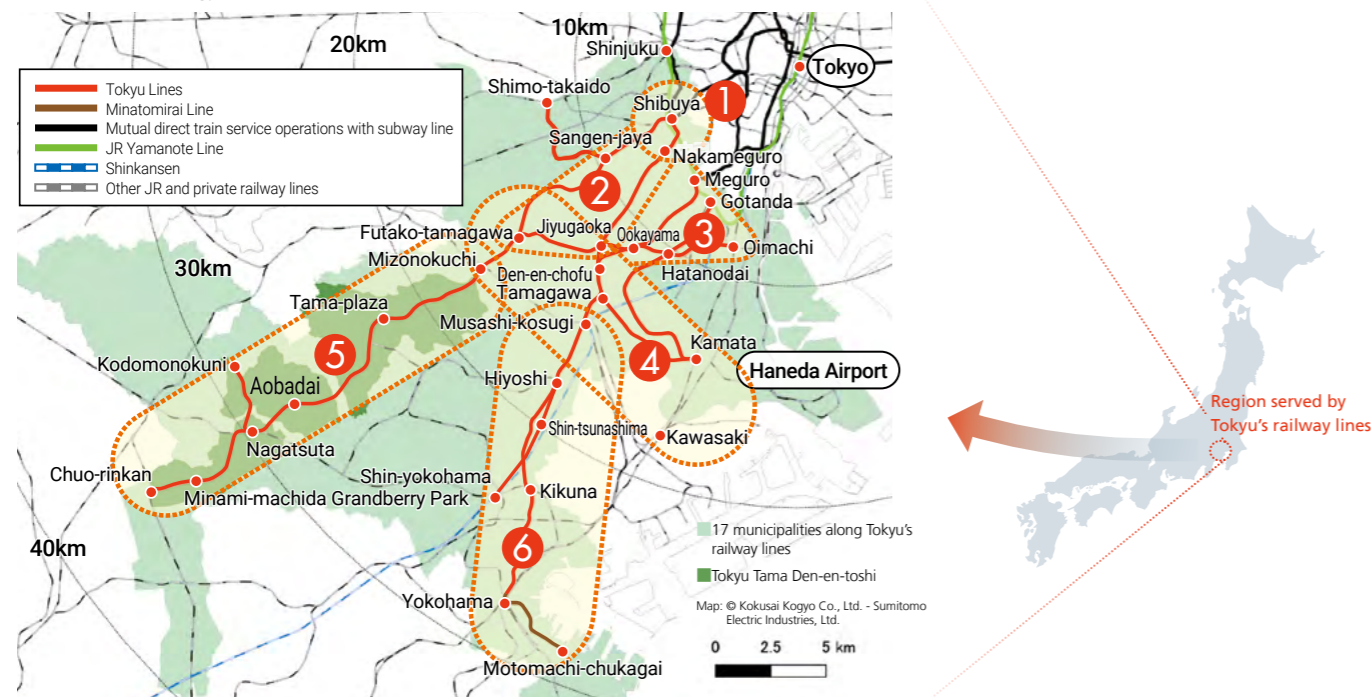 10km
20km
Shinjuku
Tokyo
Tokyu Lines
Minatomirai Line
Mutual direct train service operations with subway line
JR Yamanote Line
Shinkansen
Other JR and private railway lines
Shimo-takaido
Shibuya
1
Sangen-jaya
Nakameguro
Meguro
2
Gotanda
Futako-tamagawa
Jiyugaoka
Ookayama
3
Oimachi
Mizonokuchi
30km
Den-en-chofu
Hatanodai
Tamagawa
Tama-plaza
Musashi-kosugi
5
4
Kamata
Kodomonokuni
Haneda Airport
Aobadai
Hiyoshi
Region served by
Tokyu's railway lines
Shin-tsunashima
Kawasaki
Nagatsuta
Chuo-rinkan
Shin-yokohama
Minami-machida Grandberry Park
Kikuna
17 municipalities along Tokyu's
railway lines
40km
6
Tokyu Tama Den-en-toshi
Yokohama
Map: © Kokusai Kogyo Co., Ltd. - Sumitomo
Electric Industries, Ltd.
0 2.5 5 km
Motomachi-chukagai